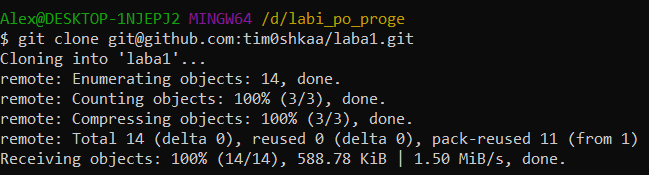 Alex@DESKTOP-1NJEPJ2 MINGW64 /d/labi_po_proge
$ git clone git@github.com:tim0shkaa/laba1.git
Cloning into 'laba1'...
remote: Enumerating objects: 14, done.
remote: Counting objects: 100% (3/3), done.
remote: Compressing objects: 100% (3/3), done.
remote: Total 14 (delta 0), reused 0 (delta 0), pack-reused 11 (from 1)
Receiving objects: 100% (14/14), 588.78 KiB | 1.50 MiB/s, done.